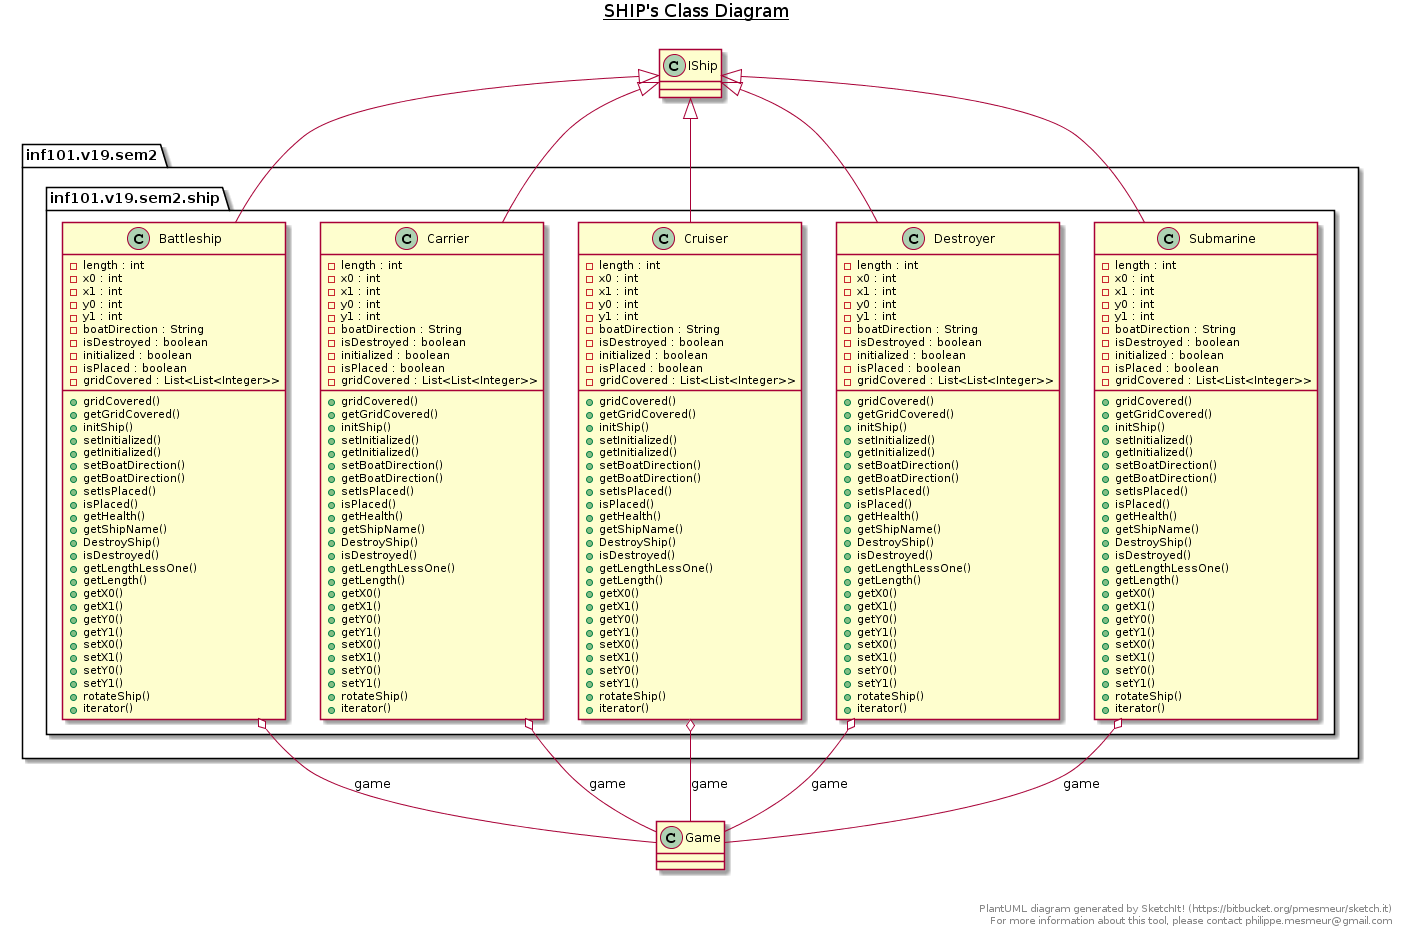 SHIP's Class Diagram
C IShip
inf101.v19.sem2
inf101.v19.sem2.ship
C Battleship
length : int
x0 : int
x1 : int
y0 : int
y1 : int
boatDirection : String
isDestroyed : boolean
initialized : boolean
isPlaced : boolean
gridCovered : List<List<Integer>>
gridCovered()
getGridCovered()
initShip()
setInitialized()
getInitialized()
setBoatDirection()
getBoatDirection()
setIsPlaced()
isPlaced()
getHealth()
getShipName()
DestroyShip()
isDestroyed()
getLengthLessOne()
getLength()
getX0()
getX1()
getY0()
getY1()
setX0()
setX1()
setY0()
setY1()
rotateShip()
iterator()
C Carrier
length : int
x0 : int
x1 : int
y0 : int
y1 : int
boatDirection : String
isDestroyed : boolean
initialized : boolean
isPlaced : boolean
gridCovered : List<List<Integer>>
gridCovered()
getGridCovered()
initShip()
setInitialized()
getInitialized()
setBoatDirection()
getBoatDirection()
setIsPlaced()
isPlaced()
getHealth()
getShipName()
DestroyShip()
isDestroyed()
getLengthLessOne()
getLength()
getX0()
getX1()
getY0()
getY1()
setX0()
setX1()
setY0()
setY1()
rotateShip()
iterator()
C Cruiser
length : int
x0 : int
x1 : int
y0 : int
y1 : int
boatDirection : String
isDestroyed : boolean
initialized : boolean
isPlaced : boolean
gridCovered : List<List<Integer>>
gridCovered()
getGridCovered()
initShip()
setInitialized()
getInitialized()
setBoatDirection()
getBoatDirection()
setIsPlaced()
isPlaced()
getHealth()
getShipName()
DestroyShip()
isDestroyed()
getLengthLessOne()
getLength()
getX0()
getX1()
getY0()
getY1()
setX0()
setX1()
setY0()
setY1()
rotateShip()
iterator()
C Destroyer
length : int
x0 : int
x1 : int
y0 : int
y1 : int
boatDirection : String
isDestroyed : boolean
initialized : boolean
isPlaced : boolean
gridCovered : List<List<Integer>>
gridCovered()
getGridCovered()
initShip()
setInitialized()
getInitialized()
setBoatDirection()
getBoatDirection()
setIsPlaced()
isPlaced()
getHealth()
getShipName()
DestroyShip()
isDestroyed()
getLengthLessOne()
getLength()
getX0()
getX1()
getY0()
getY1()
setX0()
setX1()
setY0()
setY1()
rotateShip()
iterator()
C Submarine
length : int
x0 : int
x1 : int
y0 : int
y1 : int
boatDirection : String
isDestroyed : boolean
initialized : boolean
isPlaced : boolean
gridCovered : List<List<Integer>>
gridCovered()
getGridCovered()
initShip()
setInitialized()
getInitialized()
setBoatDirection()
getBoatDirection()
setIsPlaced()
isPlaced()
getHealth()
getShipName()
DestroyShip()
isDestroyed()
getLengthLessOne()
getLength()
getX0()
getX1()
getY0()
getY1()
setX0()
setX1()
setY0()
setY1()
rotateShip()
iterator()
game
game
game
game
game
C Game
PlantUML diagram generated by SketchIt! (https://bitbucket.org/pmesmeur/sketch.it)
For more information about this tool, please contact philippe.mesmeur@gmail.com